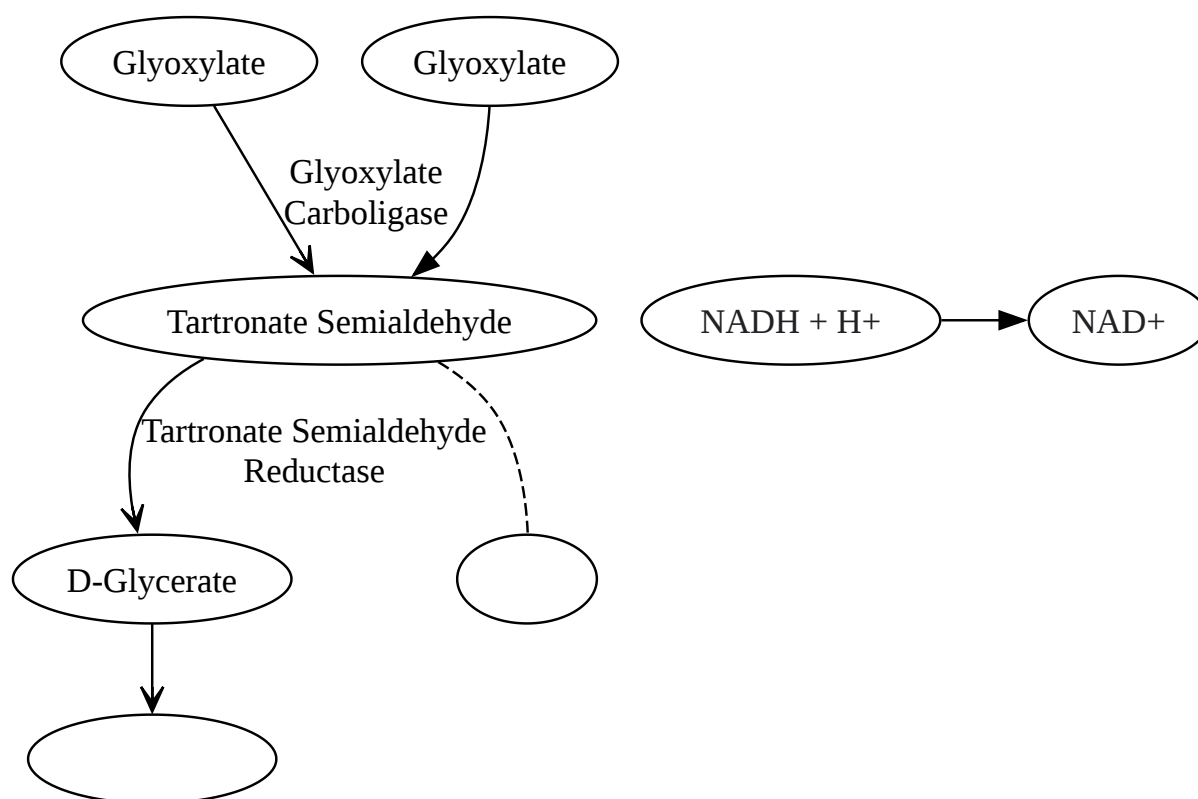 Glyoxylate
Glyoxylate
Glyoxylate
Carboligase
Tartronate Semialdehyde
NADH + H+
NAD+
Tartronate Semialdehyde
Reductase
D-Glycerate